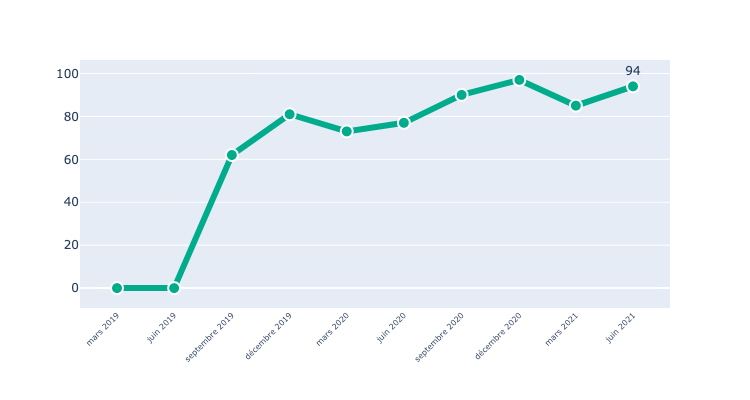 94
100
80
60
40
20
0
mars 2019
juin 2019
septembre 2019
décembre 2019
mars 2020
juin 2020
septembre 2020
décembre 2020
mars 2021
juin 2021